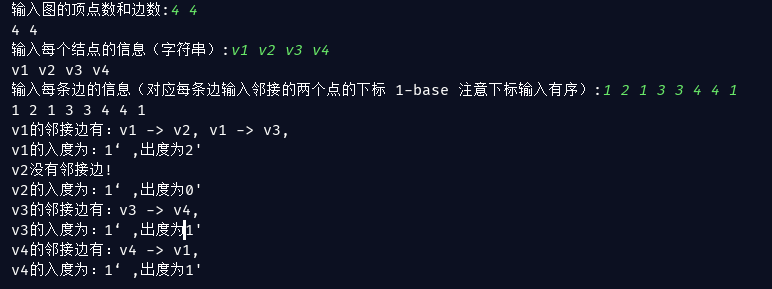 输入图的顶点数和边数:4 4
4 4
输入每个结点的信息（字符串）:v1 v2 v3 v4
v1 v2 v3 v4
输入每条边的信息（对应每条边输入邻接的两个点的下标 1-base 注意下标输入有序）:1 2 1 3 3 4 4 1
1 2 1 3 3 4 4 1
v1的邻接边有：v1 -> v2, v1 -> v3,
v1的入度为：1‘ ,出度为2'
v2没有邻接边!
v2的入度为：1‘ ,出度为0'
v3的邻接边有：v3 -> v4,
v3的入度为：1‘ ,出度为1'
v4的邻接边有：v4 -> v1,
v4的入度为：1‘ ,出度为1'